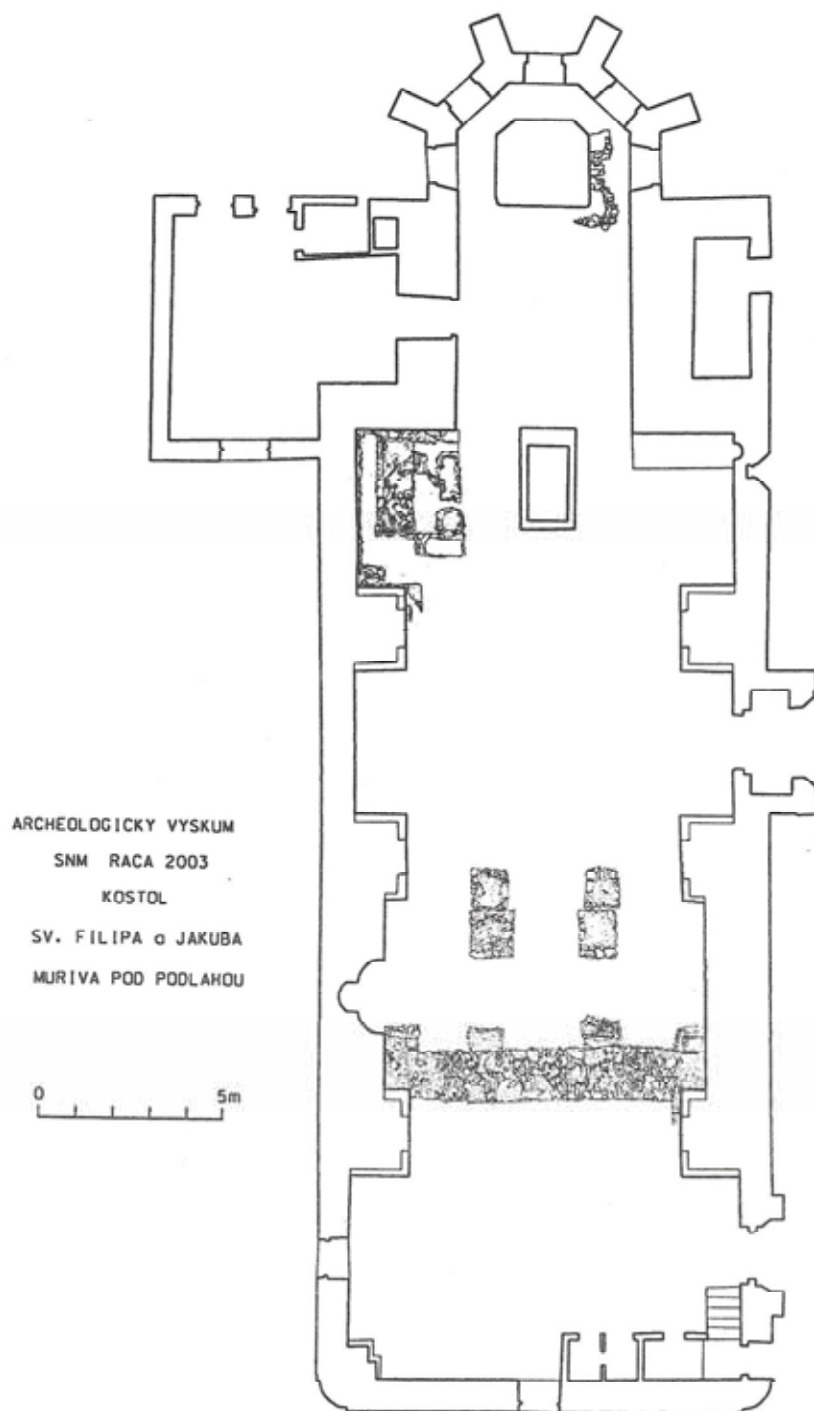 ARCHEOLOGICKY VYSKUM
SNM RACA 2003
KOSTOL
SV. FILIPA a JAKUBA
MURIVA POD PODLAHOU
0 5m